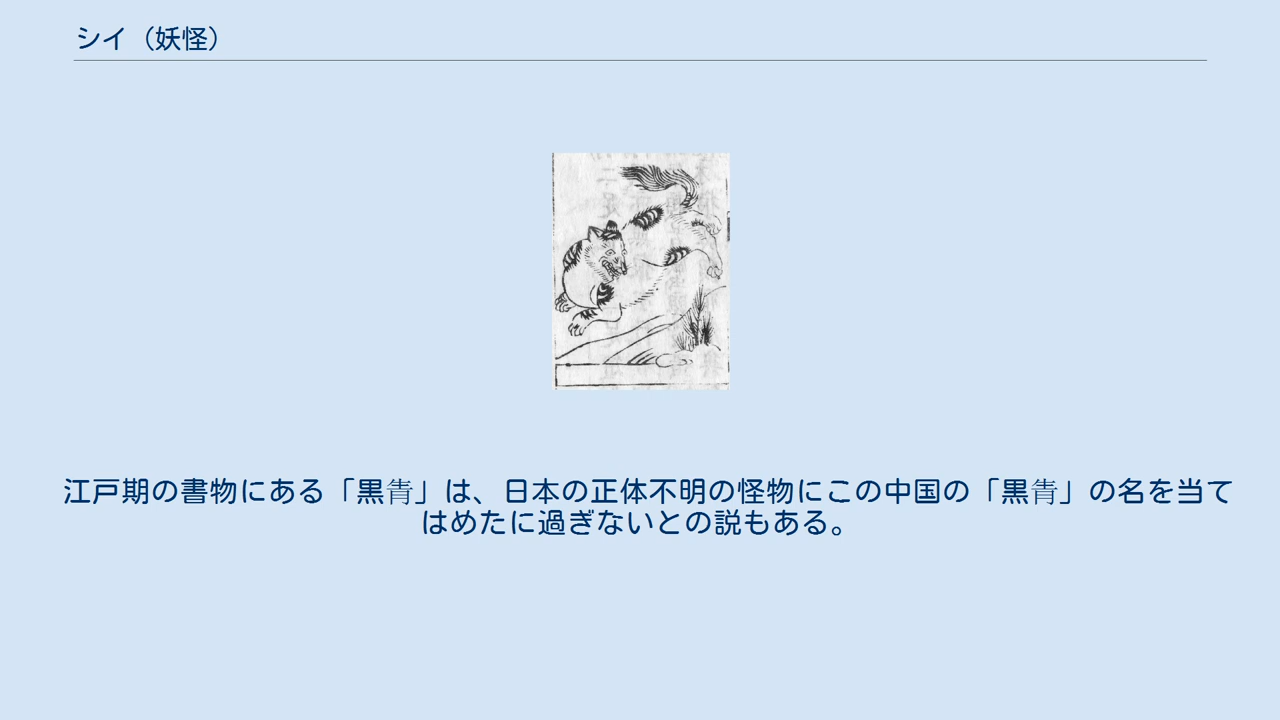 シイ（妖怪）
江戸期の書物にある「黒眚」は、日本の正体不明の怪物にこの中国の「黒眚」の名を当て
はめたに過ぎないとの説もある。